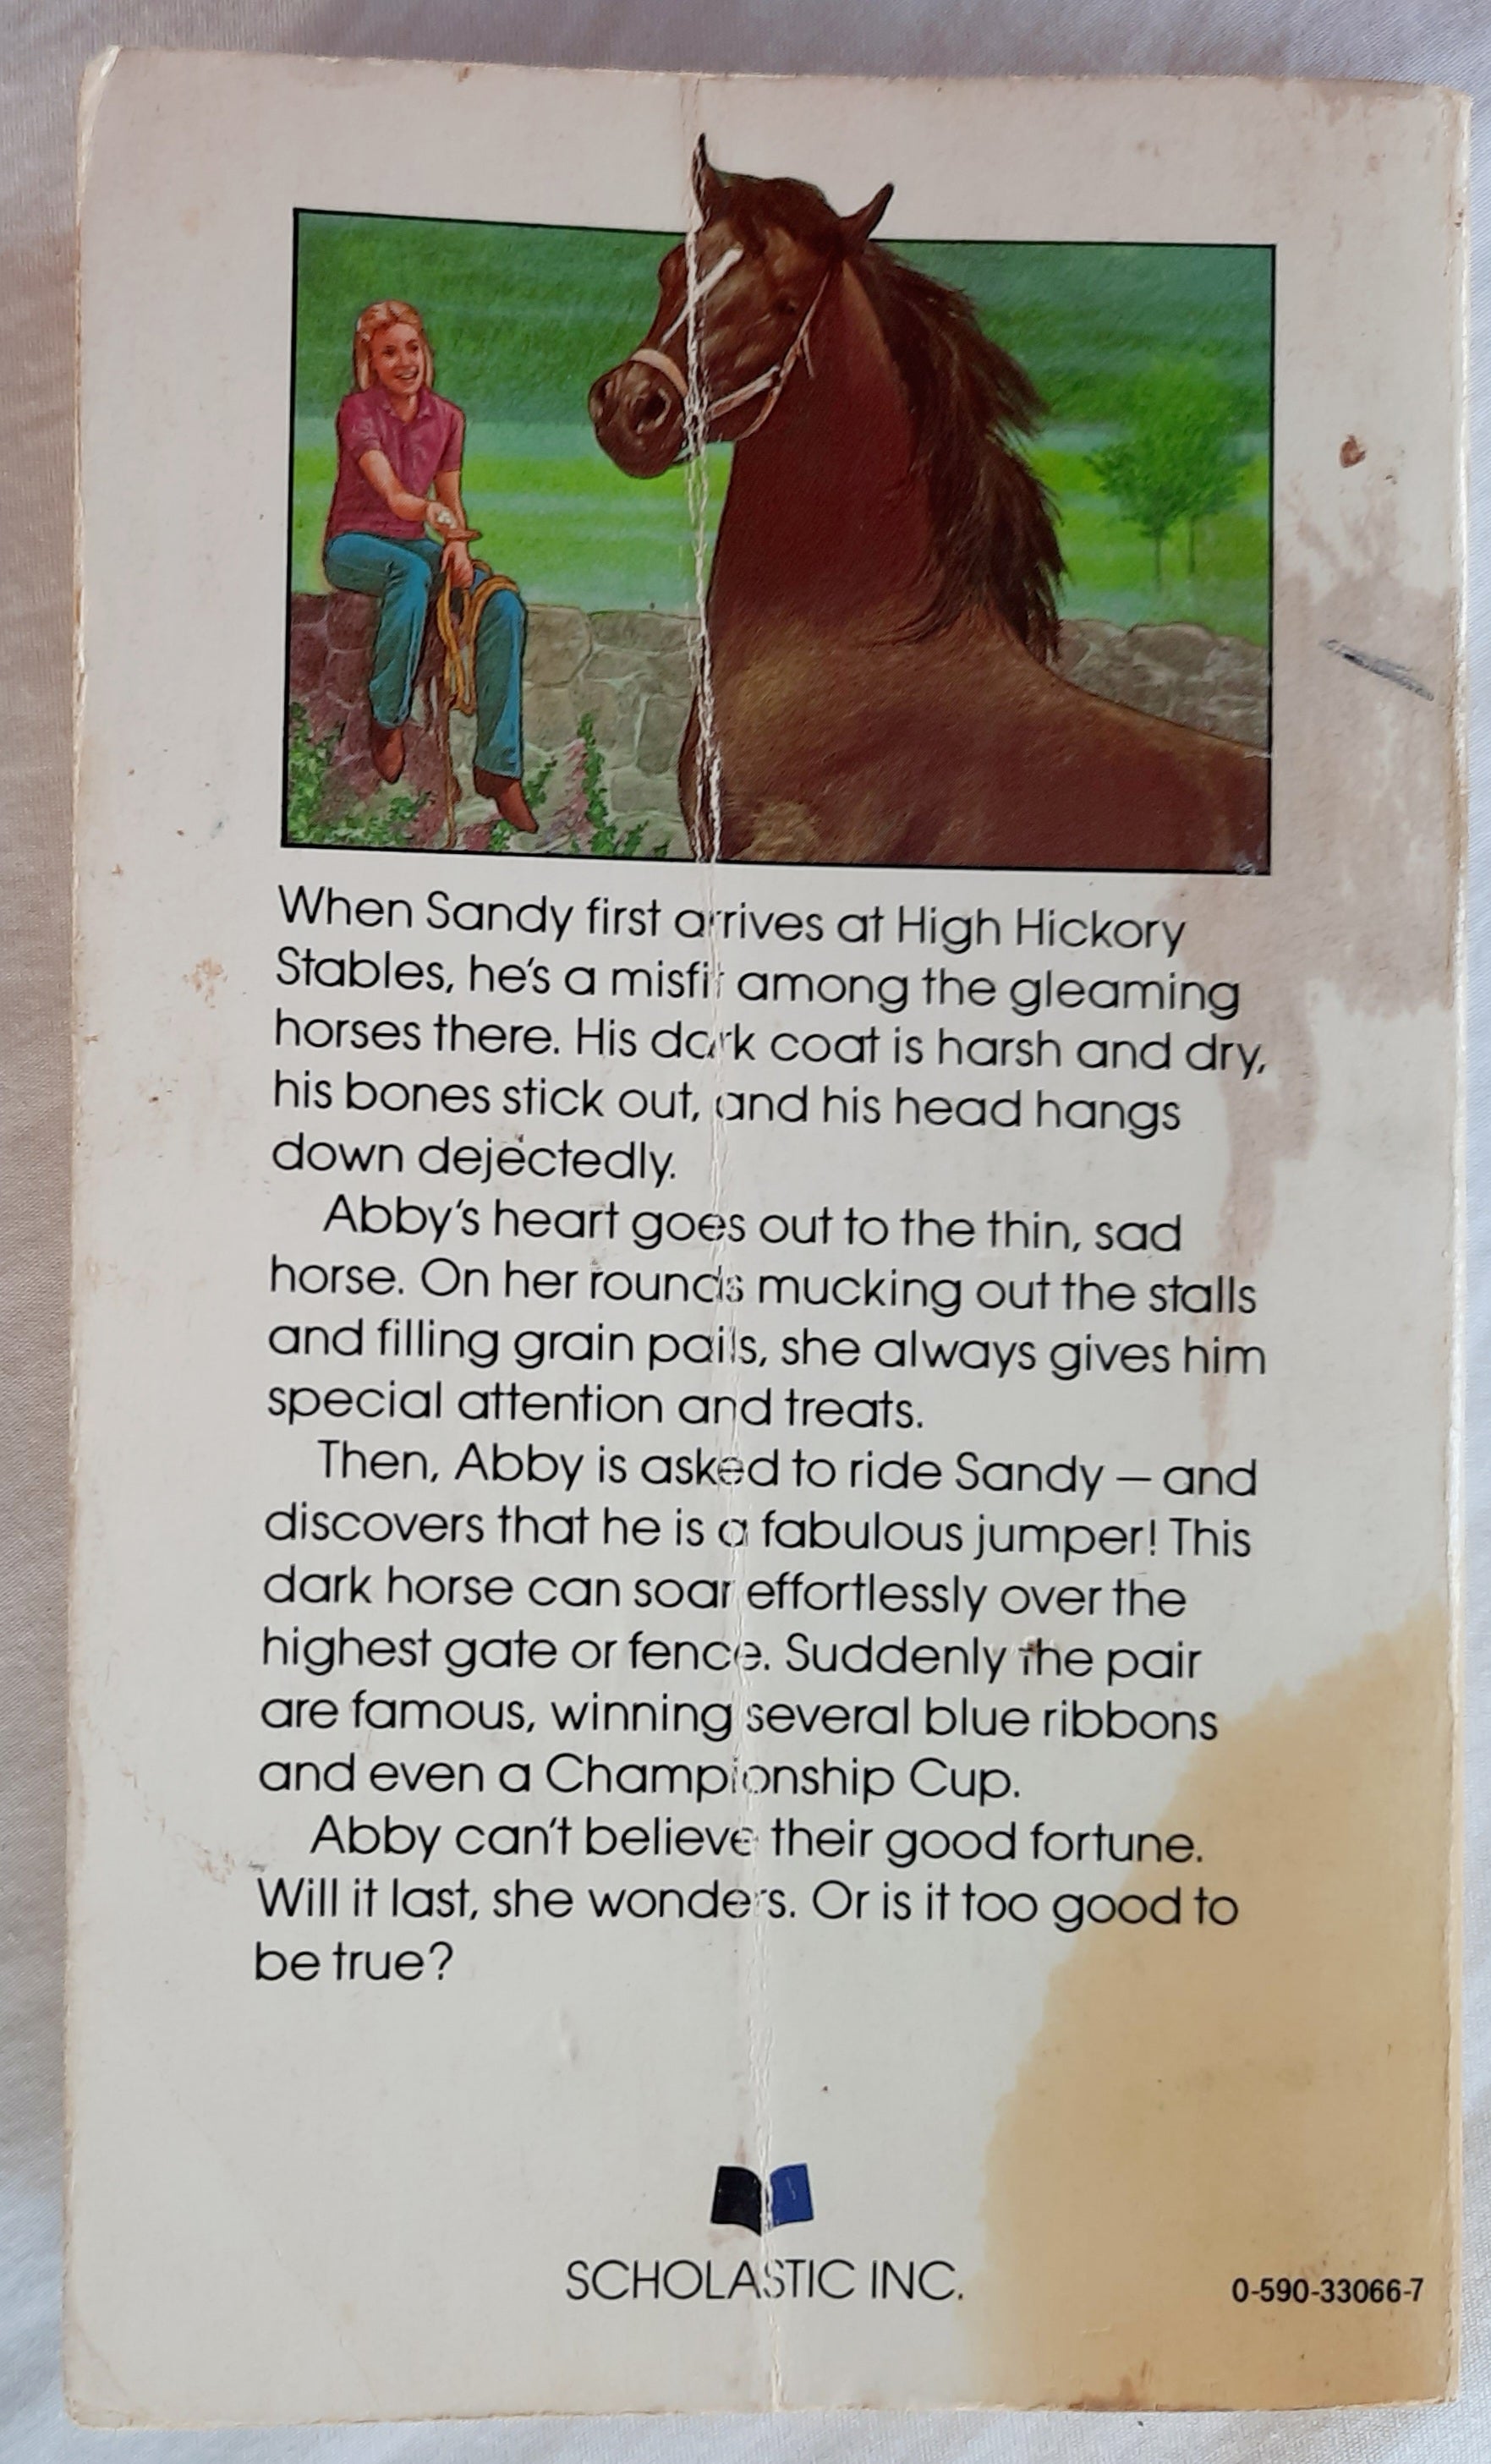 When Sandy first arrives at High Hickory
Stables, he's a misfit among the gleaming
horses there. His dark coat is harsh and dry,
his bones stick out, and his head hangs
down dejectedly.
Abby's heart goes out to the thin, sad
horse. On her rounds mucking out the stalls
and filling grain pails, she always gives him
special attention and treats.
Then, Abby is asked to ride Sandy — and
discovers that he is a fabulous jumper! This
dark horse can soar effortlessly over the
highest gate or fence. Suddenly the pair
are famous, winning several blue ribbons
and even a Championship Cup.
Abby can't believe their good fortune.
Will it last, she wonders. Or is it too good to
be true?
SCHOLASTIC INC.
0-590-33066-7